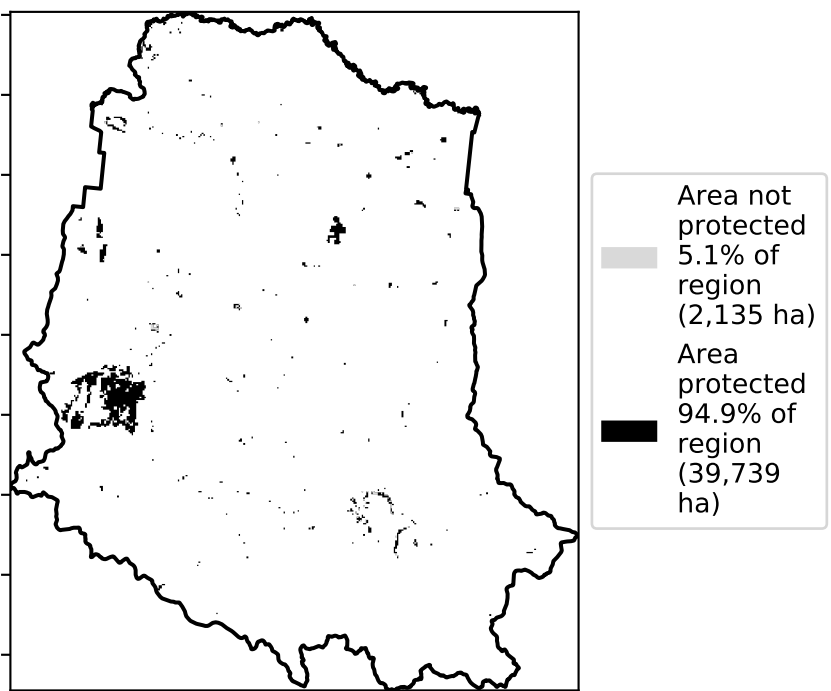 Area not
protected
5.1% of
region
(2,135 ha)
Area
protected
94.9% of
region
(39,739
ha)